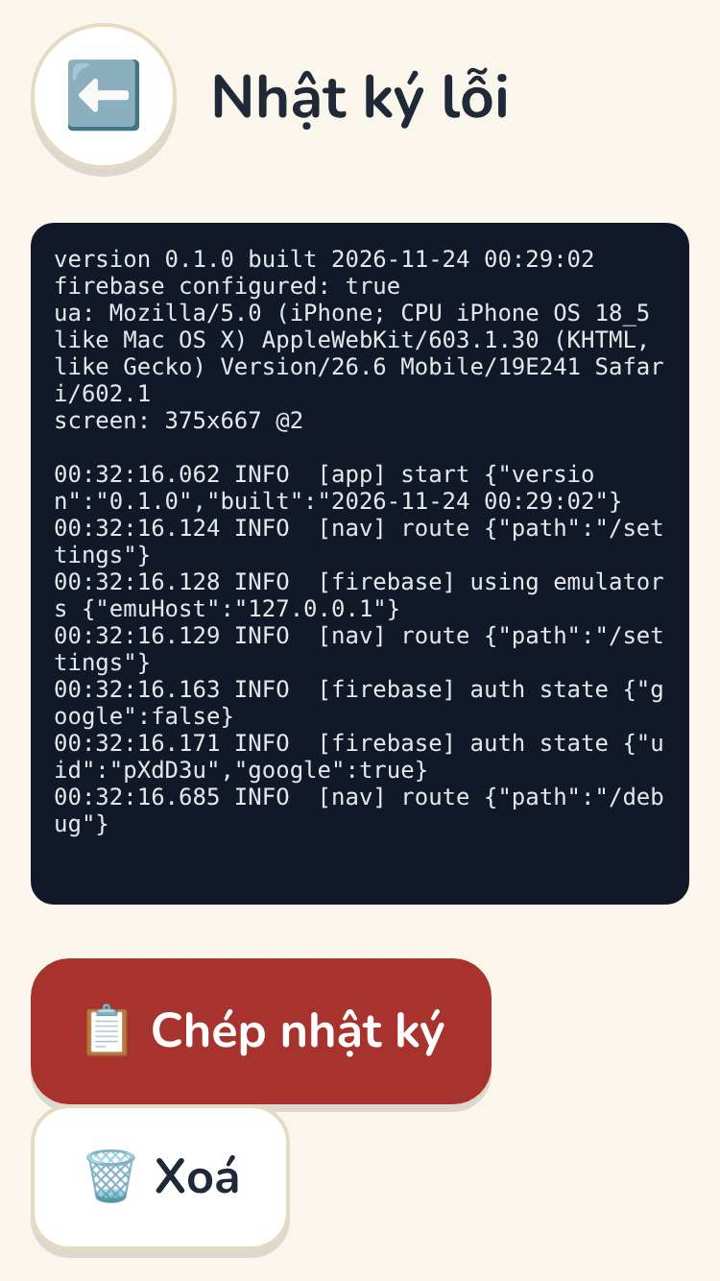 Nhật ký lỗi
version 0.1.0 built 2026-11-24 00:29:02
firebase configured: true
ua: Mozilla/5.0 (iPhone; CPU iPhone OS 18_5
like Mac OS X) AppleWebKit/603.1.30 (KHTML,
like Gecko) Version/26.6 Mobile/19E241 Safar
i/602.1
screen: 375x667 @2
00:32:16.062 INFO  [app] start {"versio
n":"0.1.0","built":"2026-11-24 00:29:02"}
00:32:16.124 INFO  [nav] route {"path":"/set
tings"}
00:32:16.128 INFO  [firebase] using emulator
s {"emuHost":"127.0.0.1"}
00:32:16.129 INFO  [nav] route {"path":"/set
tings"}
00:32:16.163 INFO  [firebase] auth state {"g
oogle":false}
00:32:16.171 INFO  [firebase] auth state {"u
id":"pXdD3u","google":true}
00:32:16.685 INFO  [nav] route {"path":"/deb
ug"}
Chép nhật ký
Xoá